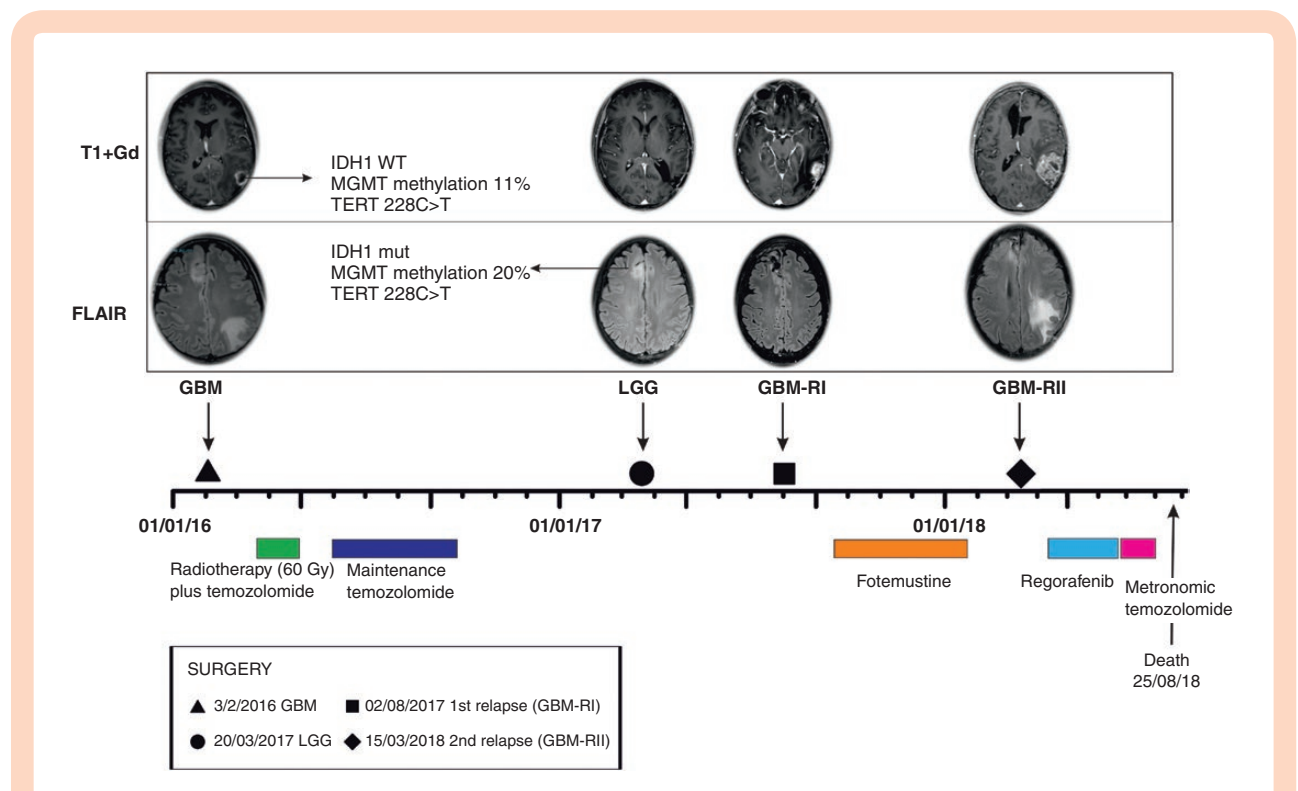 T1+Gd
IDH1 WT
MGMT methylation 11%
TERT 228C>T
FLAIR
IDH1 mut
MGMT methylation 20%
TERT 228C>T
GBM
LGG
GBM-RI
GBM-RII
01/01/16
01/01/17
01/01/18
Radiotherapy (60 Gy)
plus temozolomide
Maintenance
temozolomide
Fotemustine
Regorafenib
Metronomic
temozolomide
Death
25/08/18
SURGERY
3/2/2016 GBM
02/08/2017 1st relapse (GBM-RI)
20/03/2017 LGG
15/03/2018 2nd relapse (GBM-RII)